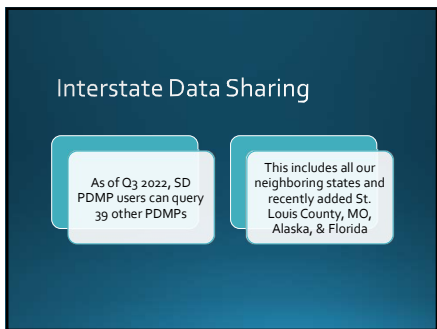 Interstate Data Sharing
As of Q3 2022, SD
PDMP users can query
39 other PDMPs
This includes all our
neighboring states and
recently added St.
Louis County, MO,
Alaska, & Florida